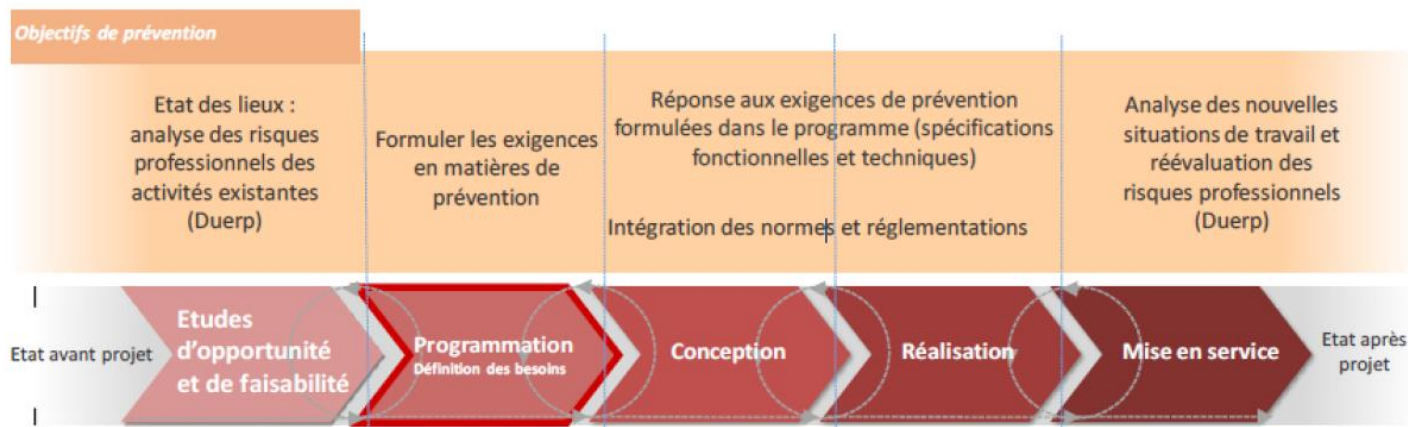 Objectifs de prévention
Etat des lieux :
analyse des risques
professionnels des
activités existantes
(Duerp)
Formuler les exigences
en matières de
prévention
Réponse aux exigences de prévention
formulées dans le programme (spécifications
fonctionnelles et techniques)
Intégration des normes et réglementations
Analyse des nouvelles
situations de travail et
réévaluation des
risques professionnels
(Duerp)
Etat avant projet
Etudes
d'opportunité
et de faisabilité
Programmation
Définition des besoins
Conception
Réalisation
Mise en service
Etat après
projet